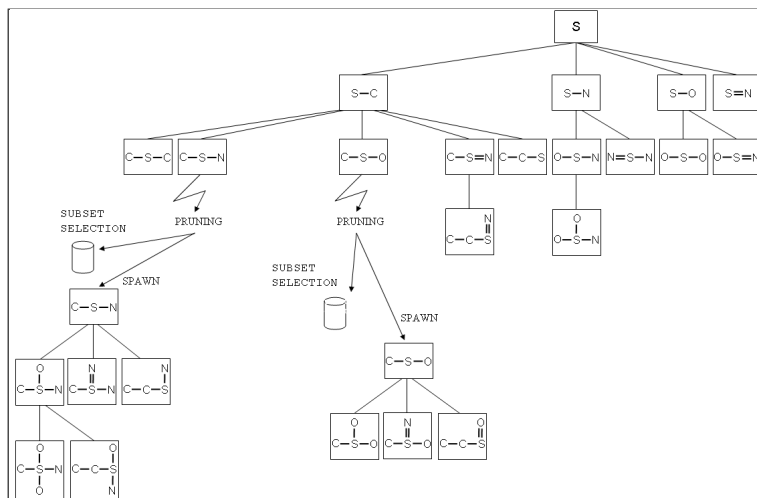 S
S-C
S-N
S-O
S=N
C-S-C
C-S-N
C-S-O
C-S=N
C-C-S
O-S-N
N=S-N
O-S-O
O-S=N
PRUNING
PRUNING
N
C-C-S
O
O-S-N
SUBSET
SELECTION
SUBSET
SELECTION
SPAWN
C-S-N
SPAWN
C-S-O
O
C-S-N
N
C-S-N
N
C-C-S
O
C-S-O
N
C-S-O
O
C-C-S
O
C-S-N
O
O
C-C-S
N